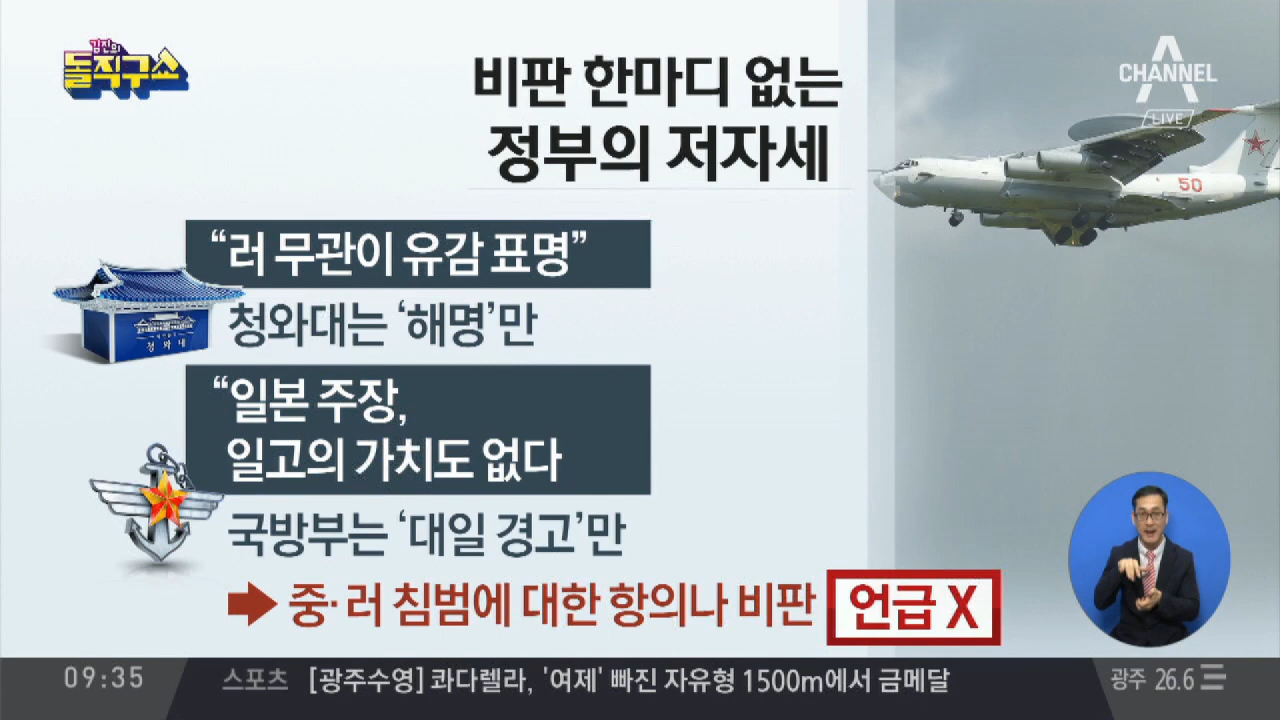 김진의
돌직구쇼
비판 한마디 없는
정부의 저자세
CHANNEL
A
LIVE
50
“러 무관이 유감 표명”
청와대는 ‘해명’만
청 와 대
“일본 주장,
일고의 가치도 없다
국방부는 ‘대일 경고’만
중·러 침범에 대한 항의나 비판 언급 X
09:35 스포츠 [광주수영] 콰다렐라, '여제' 빠진 자유형 1500m에서 금메달 광주 26.6